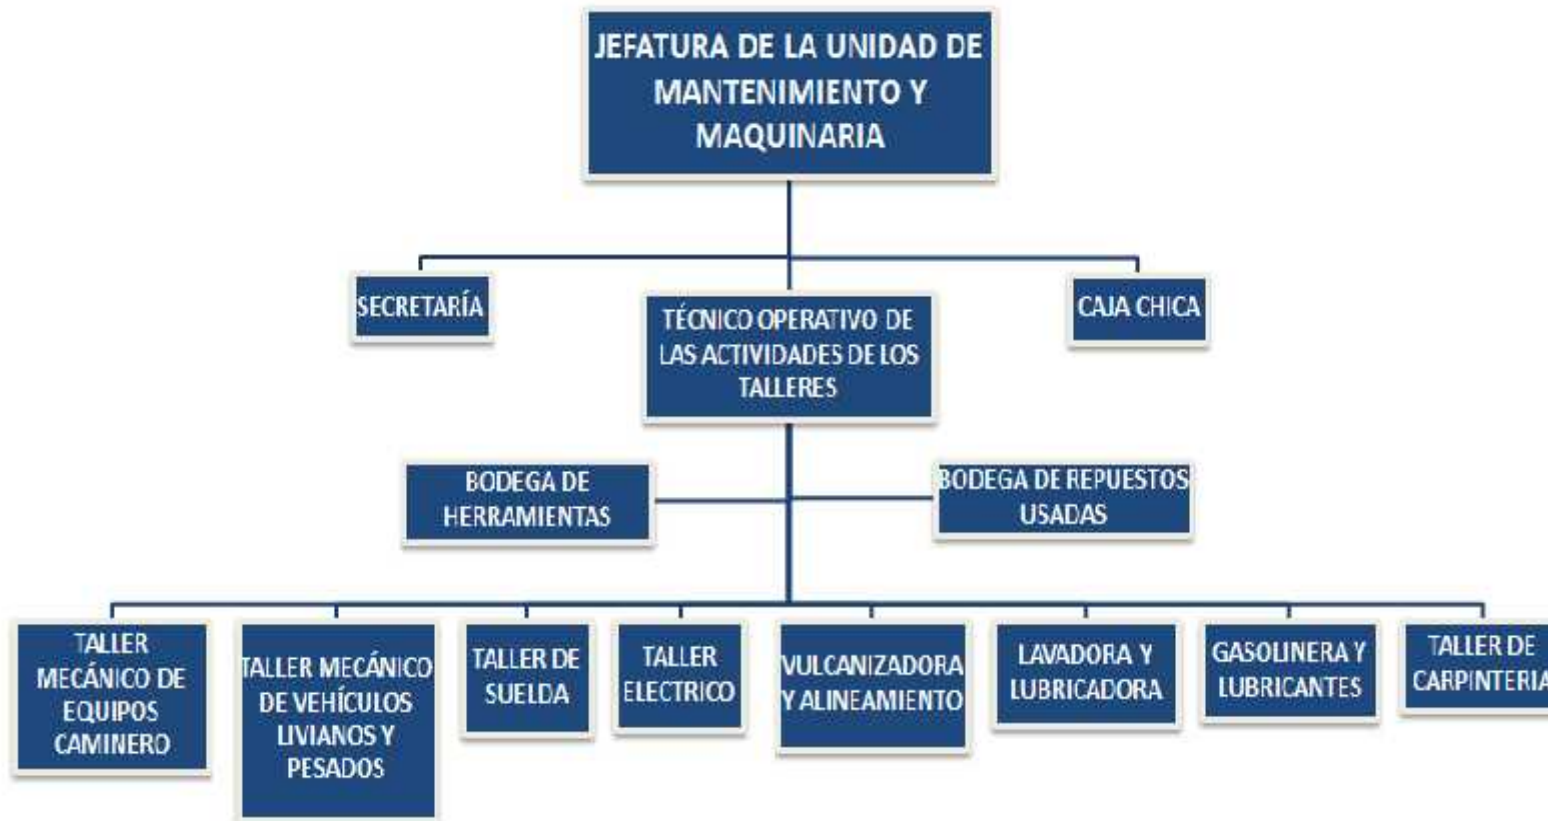 JEFATURA DE LA UNIDAD DE
MANTENIMIENTO Y
MAQUINARIA
SECRETARÍA
TÉCNICO OPERATIVO DE
LAS ACTIVIDADES DE LOS
TALLERES
CAJA CHICA
BODEGA DE
HERRAMIENTAS
BODEGA DE REPUESTOS
USADAS
TALLER
MECÁNICO DE
EQUIPOS
CAMINERO
TALLER MECÁNICO
DE VEHÍCULOS
LIVIANOS Y
PESADOS
TALLER DE
SUELDA
TALLER
ELECTRICO
VULCANIZADORA
Y ALINEAMIENTO
LAVADORA Y
LUBRICADORA
GASOLINERA Y
LUBRICANTES
TALLER DE
CARPINTERIA